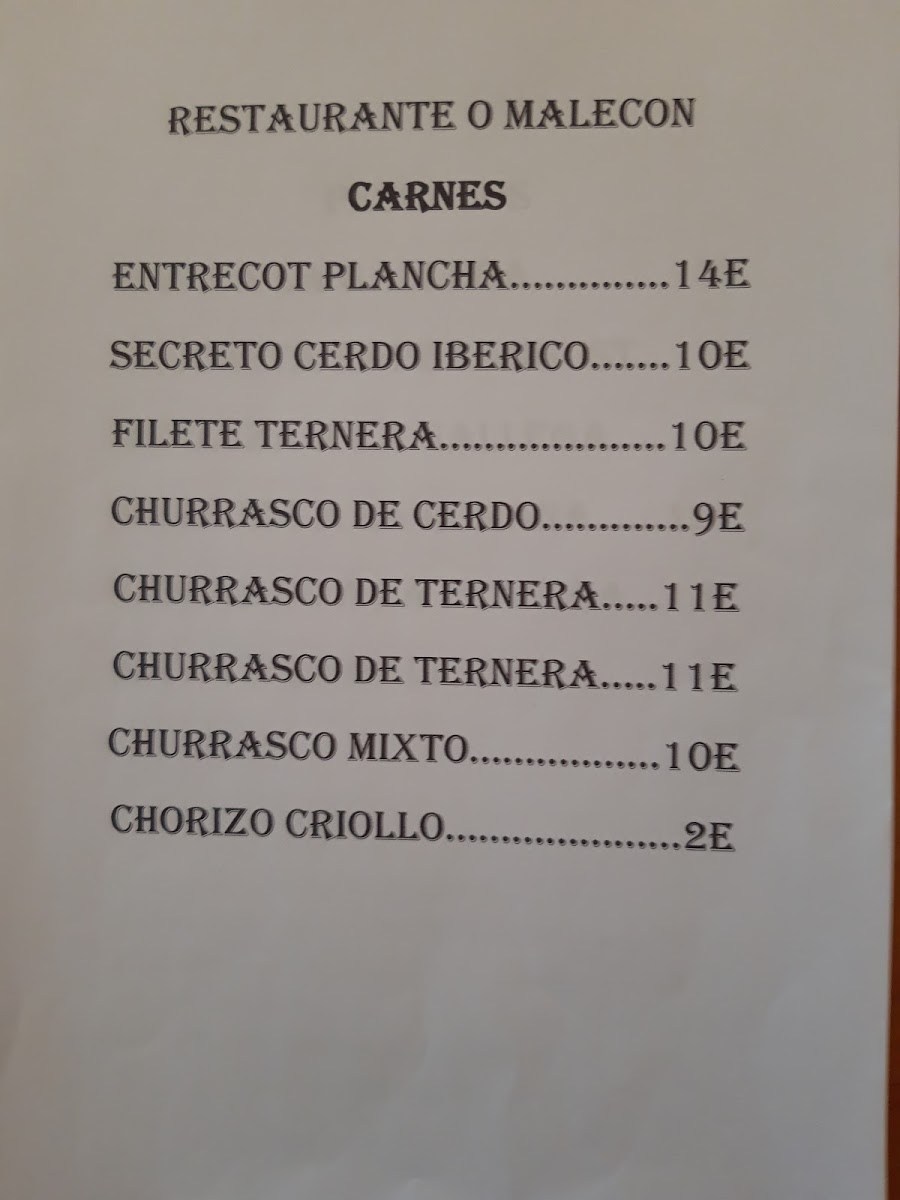 RESTAURANTE O MALECON
CARNES
ENTRECOT PLANCHA..............14E
SECRETO CERDO IBERICO.......10E
FILETE TERNERA....................10E
CHURRASCO DE CERDO.............9E
CHURRASCO DE TERNERA.....11E
CHURRASCO DE TERNERA.....11E
CHURRASCO MIXTO.................10E
CHORIZO CRIOLLO.....................2E